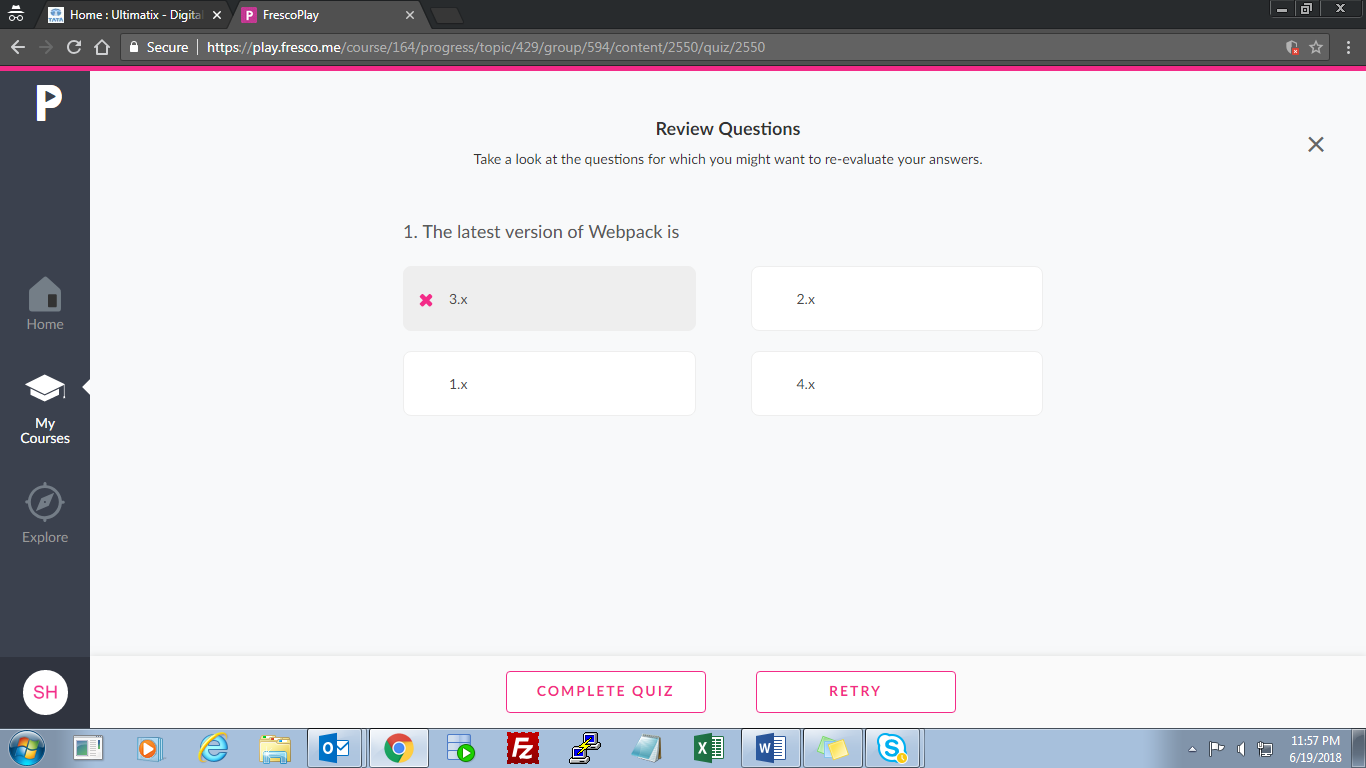 Home : Ultimatix - Digita
FrescoPlay
Secure
https://play.fresco.me/course/164/progress/topic/429/group/594/content/2550/quiz/2550
P
Review Questions
Take a look at the questions for which you might want to re-evaluate your answers.
1. The latest version of Webpack is
3.x
2.x
1.x
4.x
Home
My
Courses
Explore
SH
COMPLETE QUIZ
RETRY
11:57 PM
6/19/2018